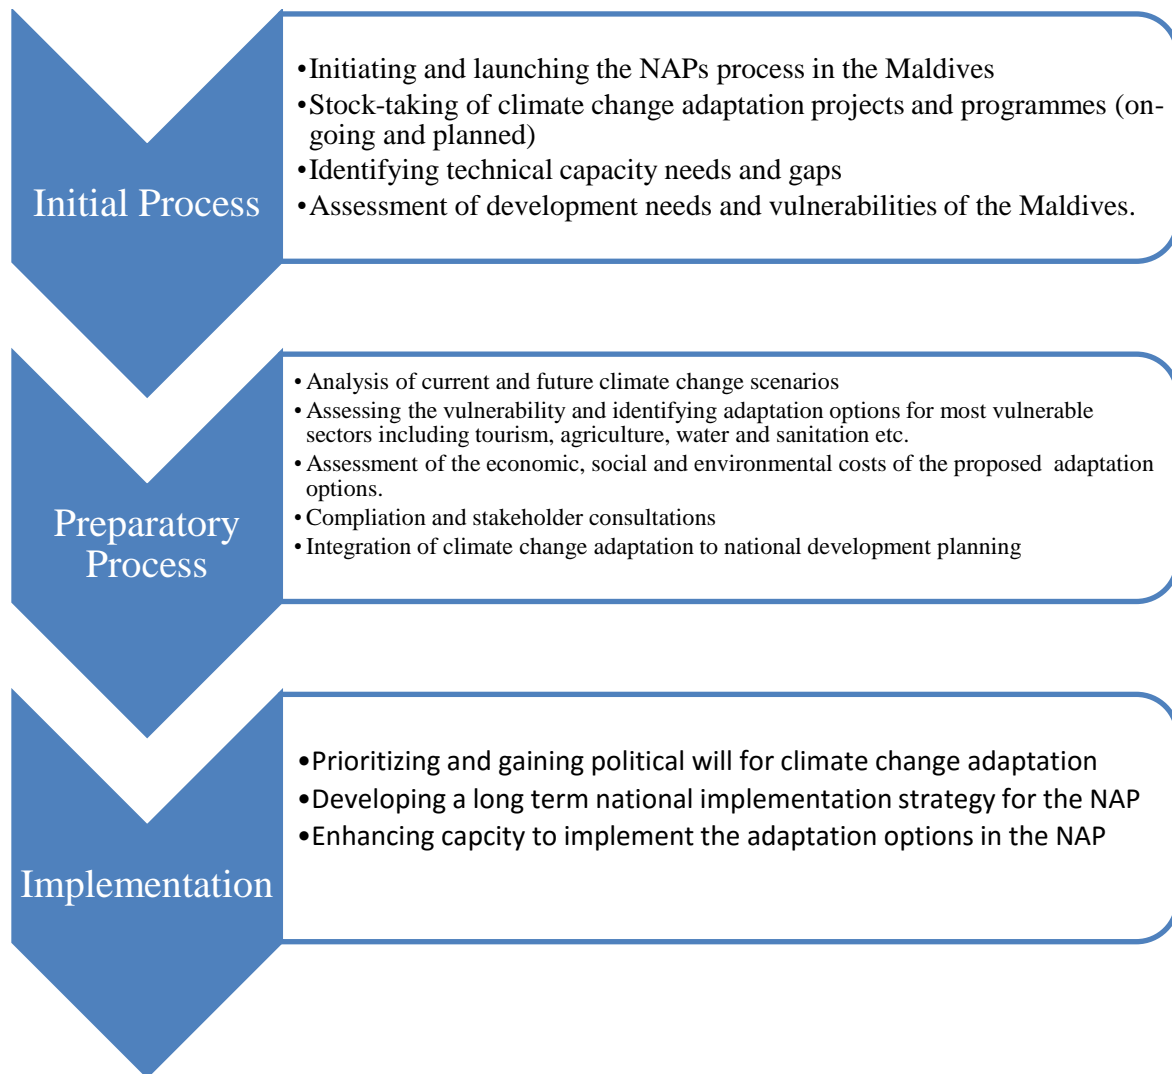 Initial Process
•Initiating and launching the NAPs process in the Maldives
•Stock-taking of climate change adaptation projects and programmes (on-
going and planned)
•Identifying technical capacity needs and gaps
•Assessment of development needs and vulnerabilities of the Maldives.
Preparatory
Process
• Analysis of current and future climate change scenarios
• Assessing the vulnerability and identifying adaptation options for most vulnerable
sectors including tourism, agriculture, water and sanitation etc.
• Assessment of the economic, social and environmental costs of the proposed adaptation
options.
• Compliation and stakeholder consultations
• Integration of climate change adaptation to national development planning
Implementation
•Prioritizing and gaining political will for climate change adaptation
•Developing a long term national implementation strategy for the NAP
•Enhancing capcity to implement the adaptation options in the NAP